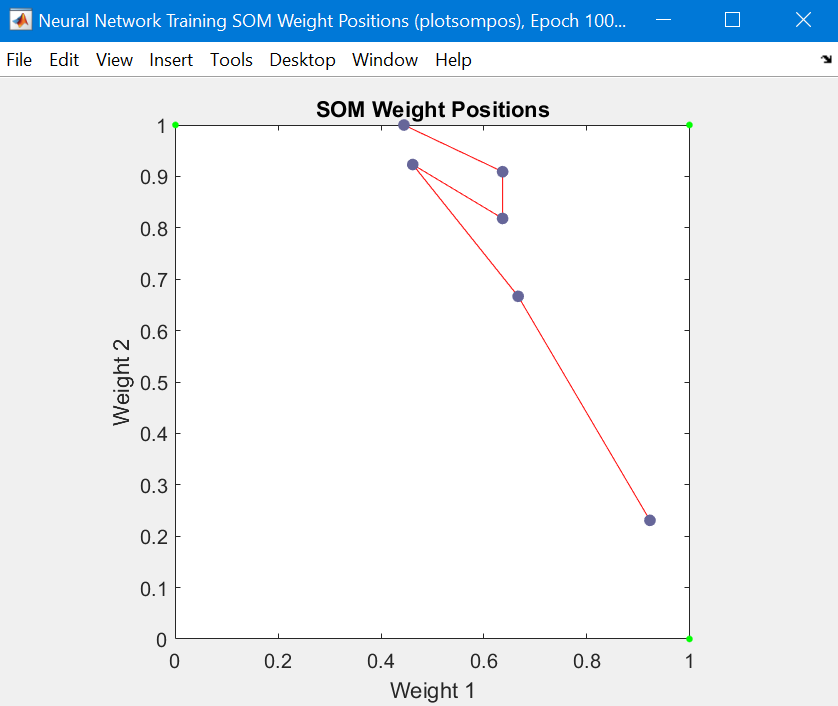 Neural Network Training SOM Weight Positions (plotsompos), Epoch 100...
File Edit View Insert Tools Desktop Window Help
SOM Weight Positions
1
0.9
0.8
0.7
0.6
0.5
0.4
0.3
0.2
0.1
0
Weight 2
0 0.2 0.4 0.6 0.8 1
Weight 1